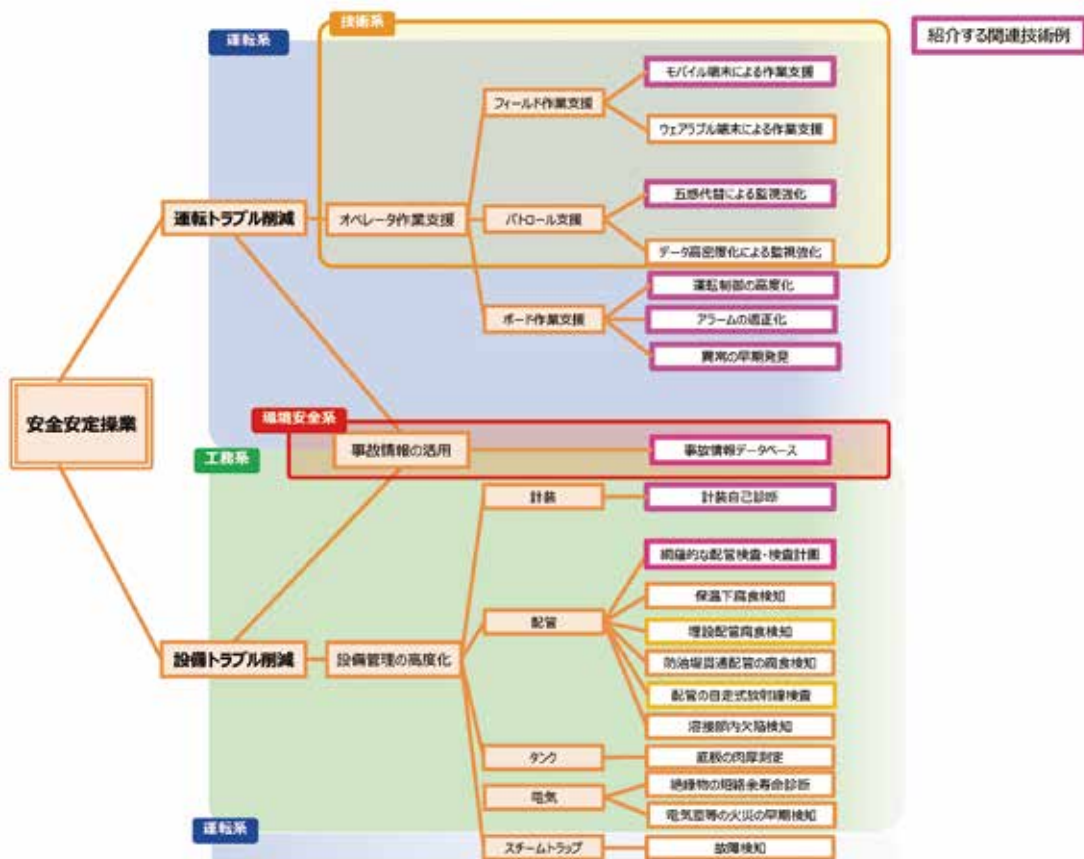 技術系
運転系
紹介する関連技術例
モバイル端末による作業支援
フィールド作業支援
ウェアラブル端末による作業支援
五感代替による監視強化
運転トラブル削減
オペレータ作業支援
パトロール支援
データ高密度化による監視強化
運転制御の高度化
ボード作業支援
アラームの適正化
異常の早期発見
安全安定操業
環境安全系
事故情報の活用
事故情報データベース
工務系
計装
計装自己診断
網羅的な配管検査・検査計画
保温下腐食検知
配管
埋設配管腐食検知
設備トラブル削減
設備管理の高度化
防油堤貫通配管の腐食検知
配管の自走式放射線検査
溶接部内欠陥検知
タンク
底板の肉厚測定
電気
絶縁物の短絡余寿命診断
電気室等の火災の早期検知
運転系
スチームトラップ
故障検知